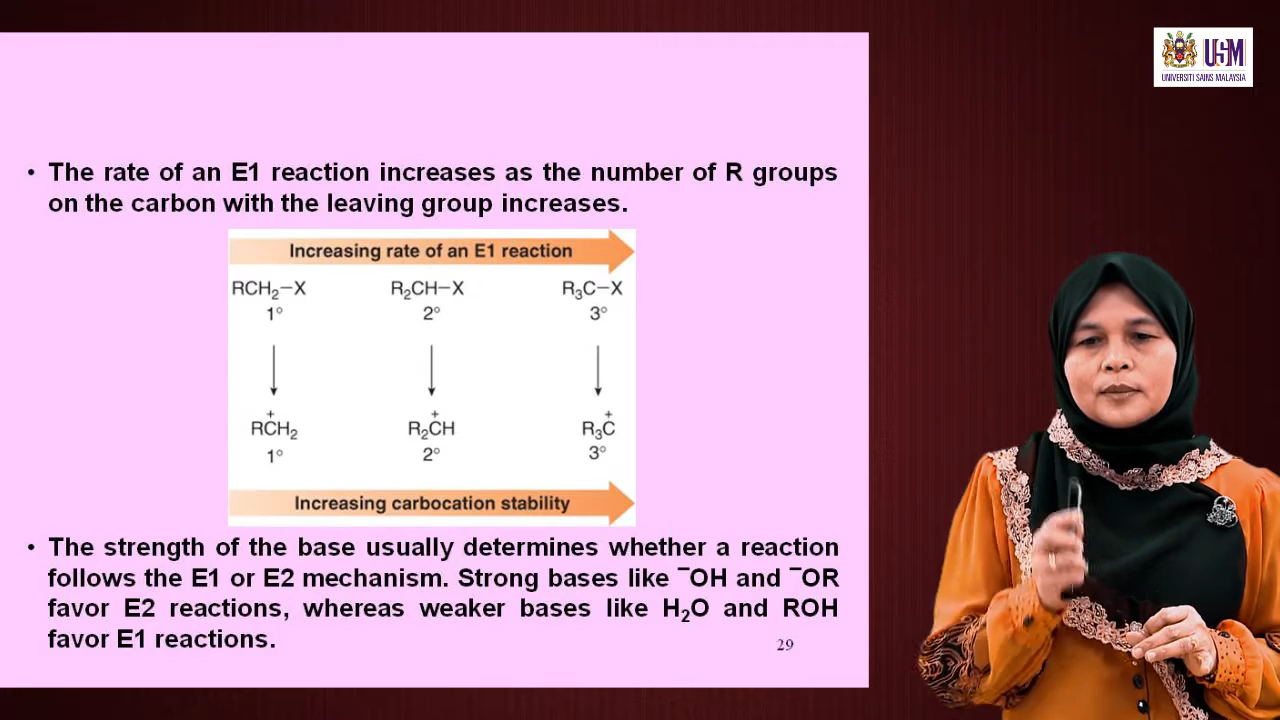 USM
UNIVERSITI SAINS MALAYSIA
• The rate of an E1 reaction increases as the number of R groups
on the carbon with the leaving group increases.
Increasing rate of an E1 reaction
RCH₂−X R₂CH−X R₃C−X
1° 2° 3°
+ + +
RCH₂ R₂CH R₃C
1° 2° 3°
Increasing carbocation stability
• The strength of the base usually determines whether a reaction
follows the E1 or E2 mechanism. Strong bases like ¯OH and ¯OR
favor E2 reactions, whereas weaker bases like H₂O and ROH
favor E1 reactions.
29